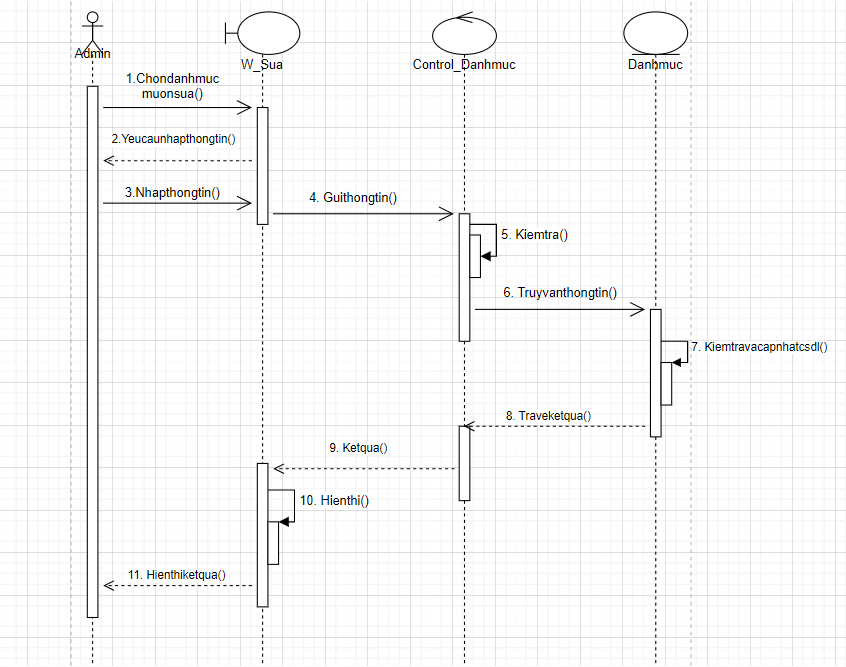 Admin
W_Sua
Control_Danhmuc
Danhmuc
1.Chondanhmuc
muonsua()
2.Yeucaunhapthongtin()
3.Nhapthongtin()
4. Guithongtin()
5. Kiemtra()
6. Truyvanthongtin()
7. Kiemtravacapnhatcsdl()
8. Traveketqua()
9. Ketqua()
10. Hienthi()
11. Hienthiketqua()